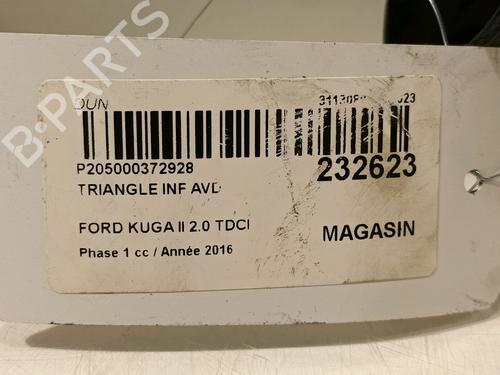 B-PARTS
DUN
P205000372928
232623
TRIANGLE INF AVD
FORD KUGA II 2.0 TDCI
MAGASIN
Phase 1 cc / Année 2016